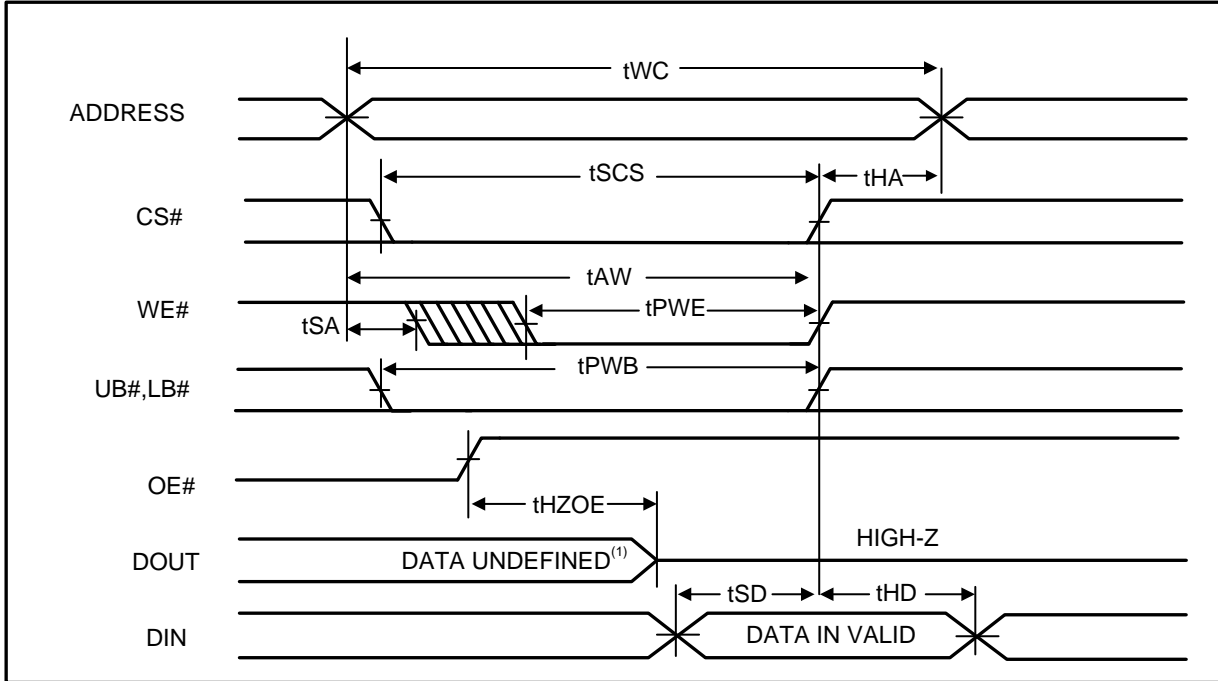 tWC
ADDRESS
tSCS
tHA
CS#
tAW
WE#
tSA
tPWE
tPWB
UB#,LB#
OE#
tHZOE
HIGH-Z
DOUT
DATA UNDEFINED(1)
tSD
tHD
DIN
DATA IN VALID